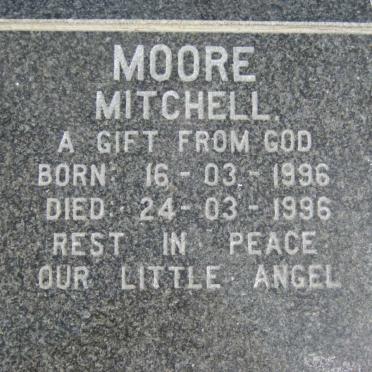 MOORE
MITCHELL.
A GIFT FROM GOD
BORN: 16 - 03 - 1996
DIED: 24 - 03 - 1996
REST IN PEACE
OUR LITTLE ANGEL